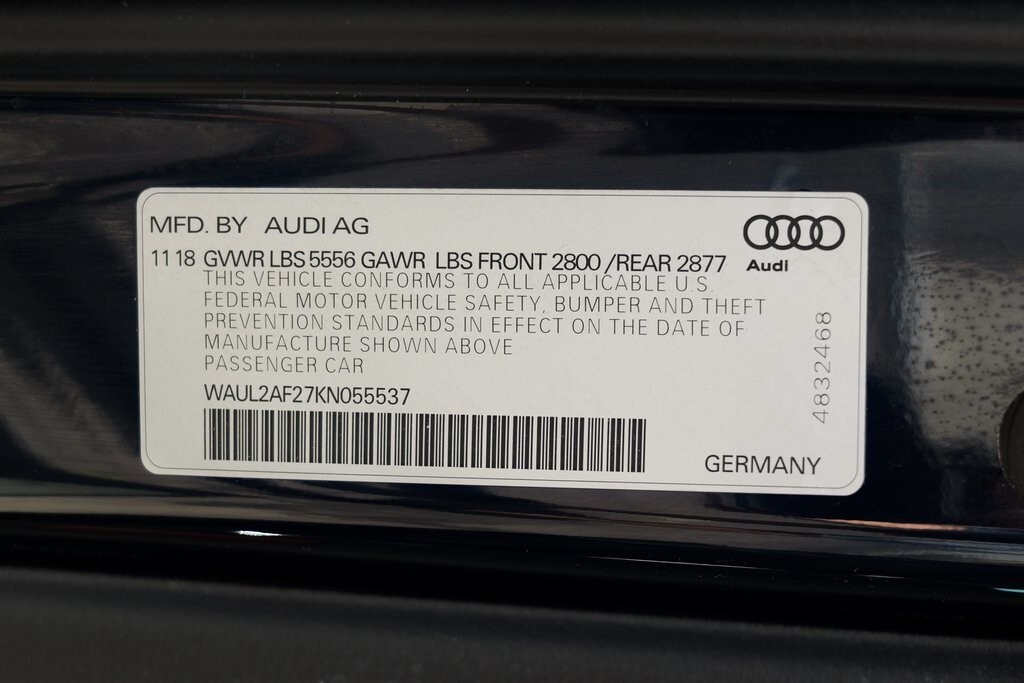 MFD. BY AUDI AG
11 18 GVWR LBS 5556 GAWR LBS FRONT 2800 /REAR 2877
Audi
THIS VEHICLE CONFORMS TO ALL APPLICABLE U.S.
FEDERAL MOTOR VEHICLE SAFETY, BUMPER AND THEFT
PREVENTION STANDARDS IN EFFECT ON THE DATE OF
MANUFACTURE SHOWN ABOVE
PASSENGER CAR
WAUL2AF27KN055537
GERMANY
4832468